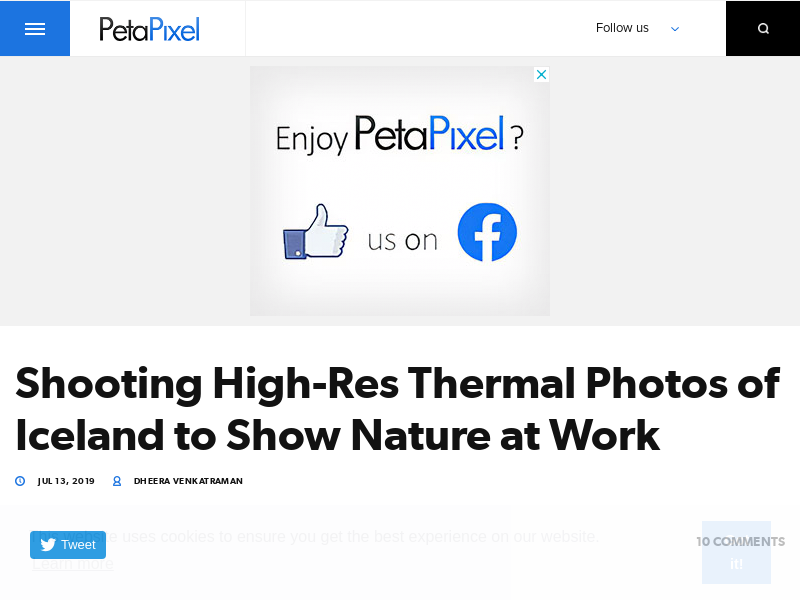 PetaPixel
Follow us
Enjoy PetaPixel?
us on
Shooting High-Res Thermal Photos of
Iceland to Show Nature at Work
JUL 13, 2019
DHEERA VENKATRAMAN
This website uses cookies to ensure you get the best experience on our website.
Tweet
10 COMMENTS
Learn more
it!